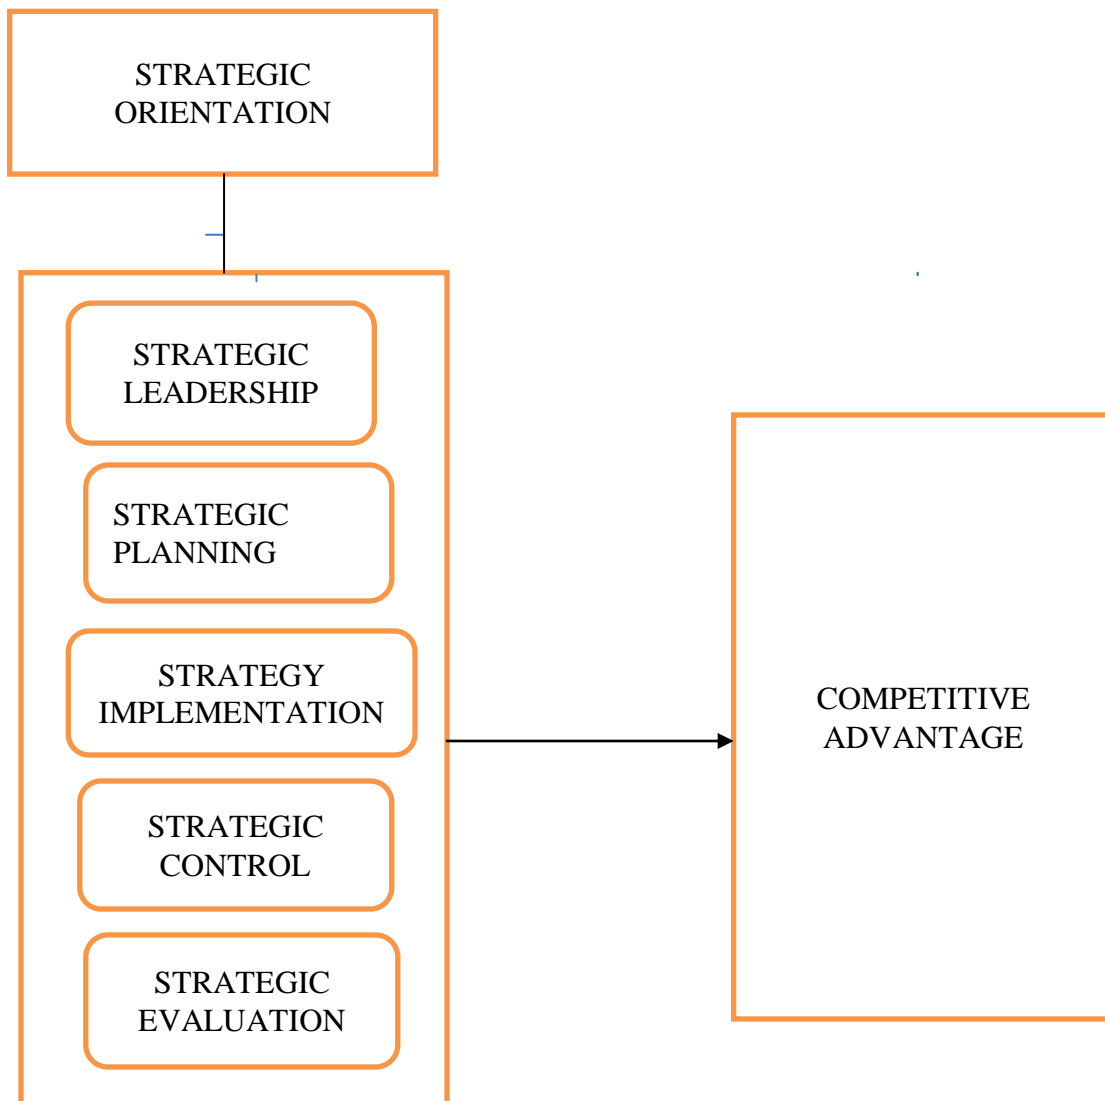 STRATEGIC
ORIENTATION
STRATEGIC
LEADERSHIP
STRATEGIC
PLANNING
STRATEGY
IMPLEMENTATION
STRATEGIC
CONTROL
STRATEGIC
EVALUATION
COMPETITIVE
ADVANTAGE